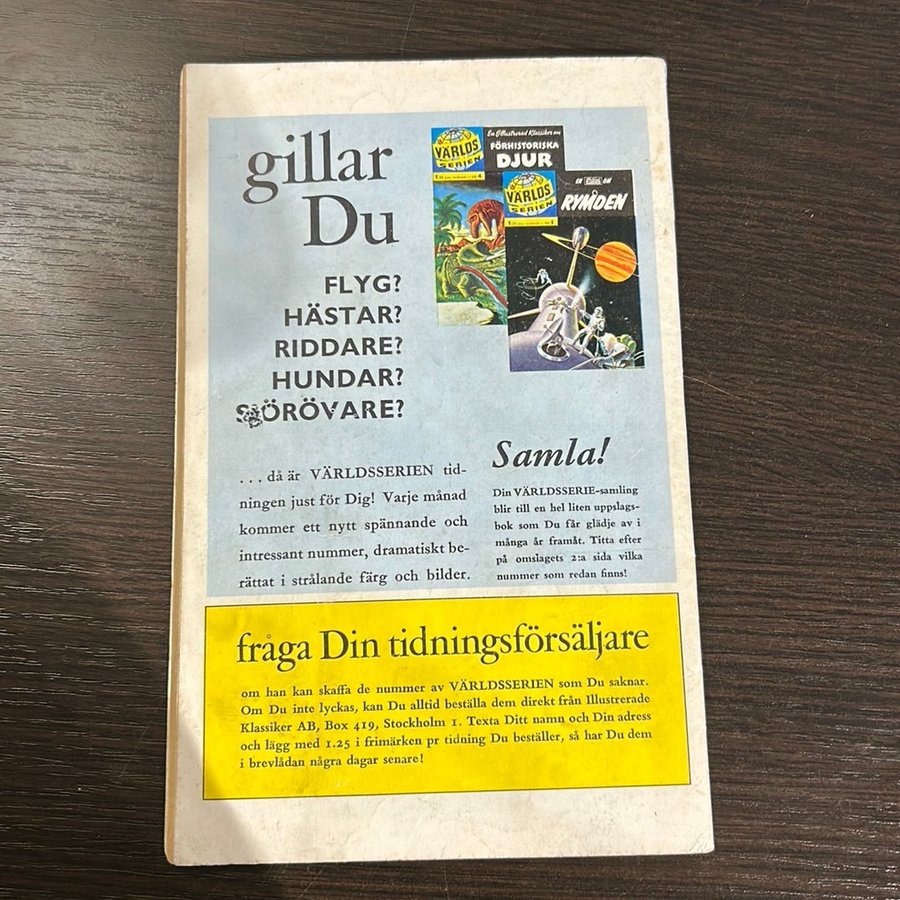 gillar
Du
FLYG?
HÄSTAR?
RIDDARE?
HUNDAR?
SJÖRÖVARE?
VÄRLDS
SERIEN
En Illustrerad Klassiker om
FÖRHISTORISKA
DJUR
VÄRLDS
SERIEN
RYMDEN
. . . då är VÄRLDSSERIEN tid-
ningen just för Dig! Varje månad
kommer ett nytt spännande och
intressant nummer, dramatiskt be-
rättat i strålande färg och bilder.
Samla!
Din VÄRLDSSERIE-samling
blir till en hel liten uppslags-
bok som Du får glädje av i
många år framåt. Titta efter
på omslagets 2:a sida vilka
nummer som redan finns!
fråga Din tidningsförsäljare
om han kan skaffa de nummer av VÄRLDSSERIEN som Du saknar.
Om Du inte lyckas, kan Du alltid beställa dem direkt från Illustrerade
Klassiker AB, Box 419, Stockholm 1. Texta Ditt namn och Din adress
och lägg med 1.25 i frimärken pr tidning Du beställer, så har Du dem
i brevlådan några dagar senare!